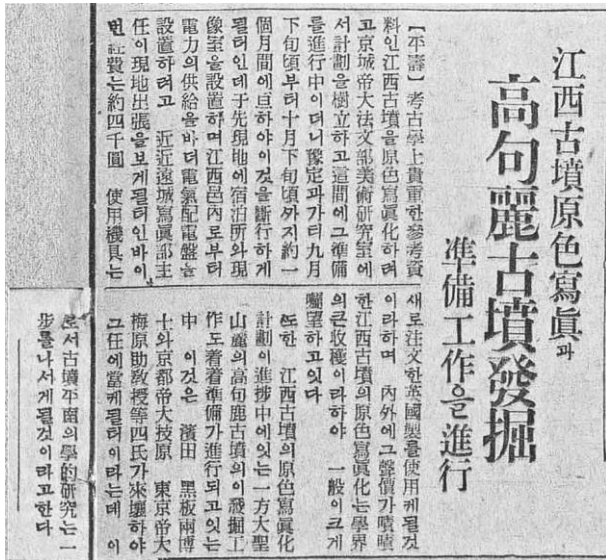 江西古墳原色寫眞과
高句麗古墳發掘
準備工作을進行
【平壤】考古學上貴重한參考資
料인江西古墳을原色寫眞化하려
고京城帝大法文部美術硏究室에
서計劃을樹立하고這間에그準備
를進行中이더니豫定과가티九月
下旬頃부터十月下旬頃까지約一
個月間에亘하야이것을斷行하게
될터인데于先現地에宿泊所와現
像室을設置하며江西邑內로부터
電力의供給을바더電氣配電盤을
設置하려고 近近遠城寫眞部主
任이現地出張을보게될터인바이
번經費는約四千圓 使用機具는
새로注文한英國製를使用케될것
이라하며 內外에그聲價가嘖嘖
한江西古墳의原色寫眞化는學界
의큰收穫이라하야 一般이크게
囑望하고잇다
또한 江西古墳의原色寫眞化
計劃이進捗中에잇는一方大聖
山麓의高句麗古墳의이發掘工
作도着着準備가進行되고잇는
中 이것은 濱田 黑板兩博
士와京都帝大技原 東京帝大
梅原助敎授等四氏가來壤하야
그任에當케될터이라는데 이
로서古墳平南의學的硏究는一
步를나서게될것이라고한다